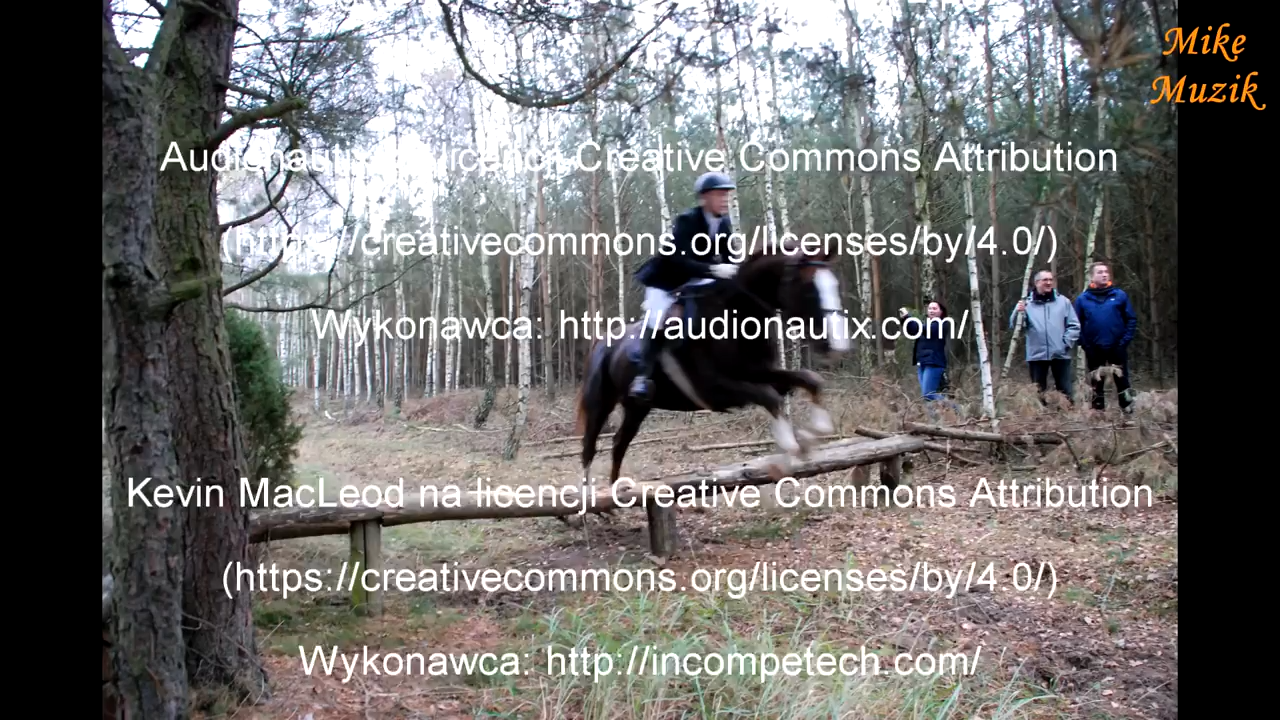 Mike
Muzik
Audionautix na licencji Creative Commons Attribution
(https://creativecommons.org/licenses/by/4.0/)
Wykonawca: http://audionautix.com/
Kevin MacLeod na licencji Creative Commons Attribution
(https://creativecommons.org/licenses/by/4.0/)
Wykonawca: http://incompetech.com/